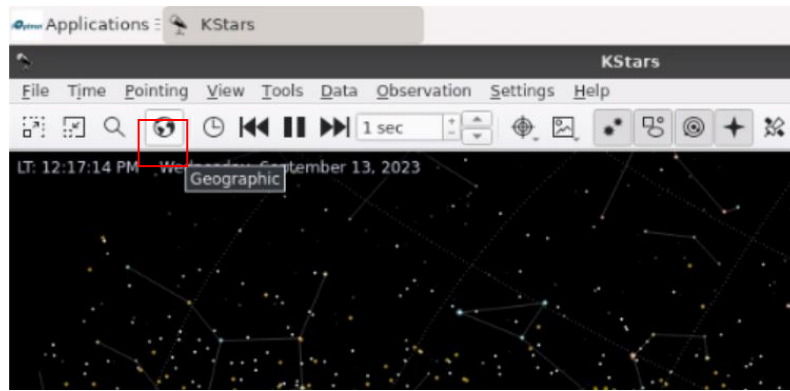 Applications KStars
KStars
File Time Pointing View Tools Data Observation Settings Help
1 sec
LT: 12:17:14 PM September 13, 2023
Geographic